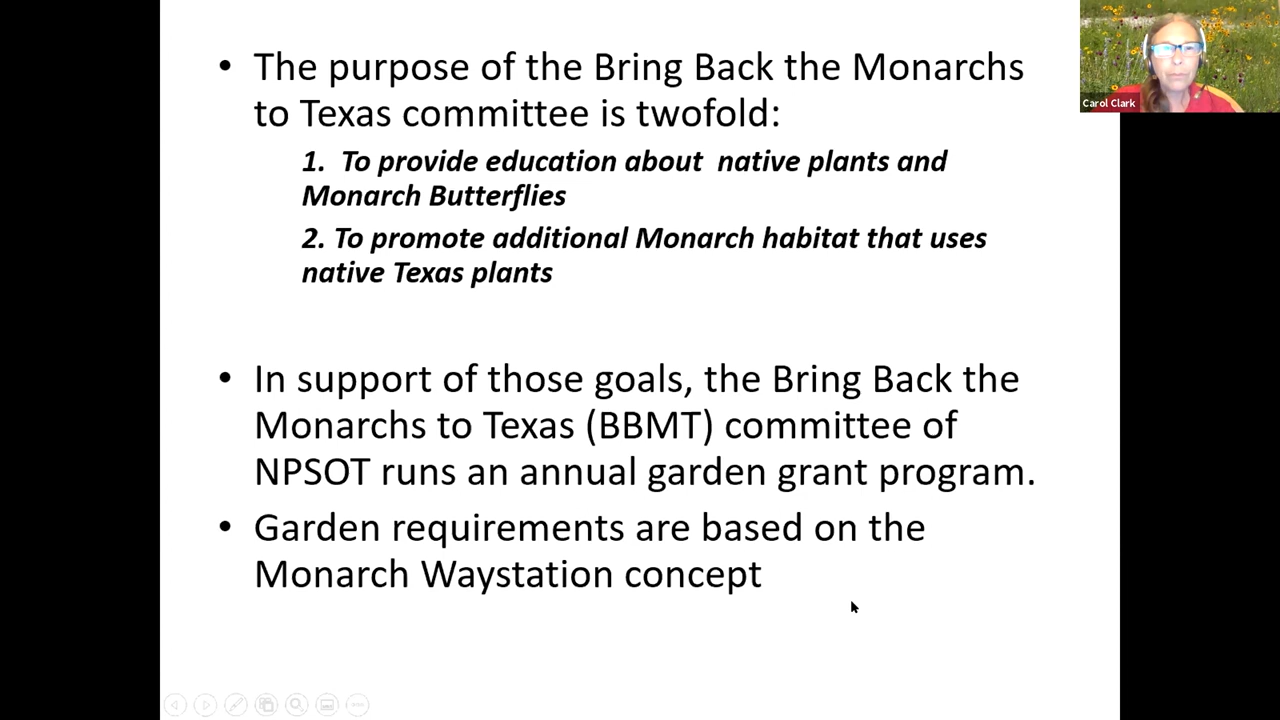 • The purpose of the Bring Back the Monarchs
to Texas committee is twofold:
1. To provide education about native plants and
Monarch Butterflies
2. To promote additional Monarch habitat that uses
native Texas plants
• In support of those goals, the Bring Back the
Monarchs to Texas (BBMT) committee of
NPSOT runs an annual garden grant program.
• Garden requirements are based on the
Monarch Waystation concept
Carol Clark